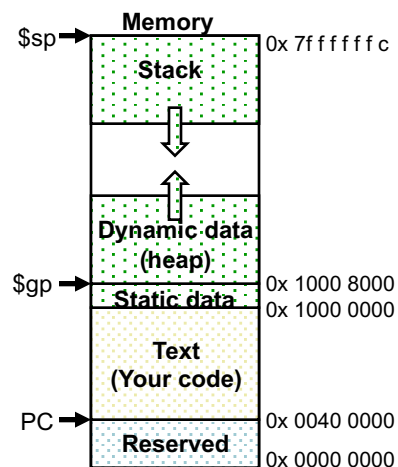 Memory
$sp
0x 7f f f f f f c
Stack
Dynamic data
(heap)
$gp
0x 1000 8000
Static data
0x 1000 0000
Text
(Your code)
PC
0x 0040 0000
Reserved
0x 0000 0000